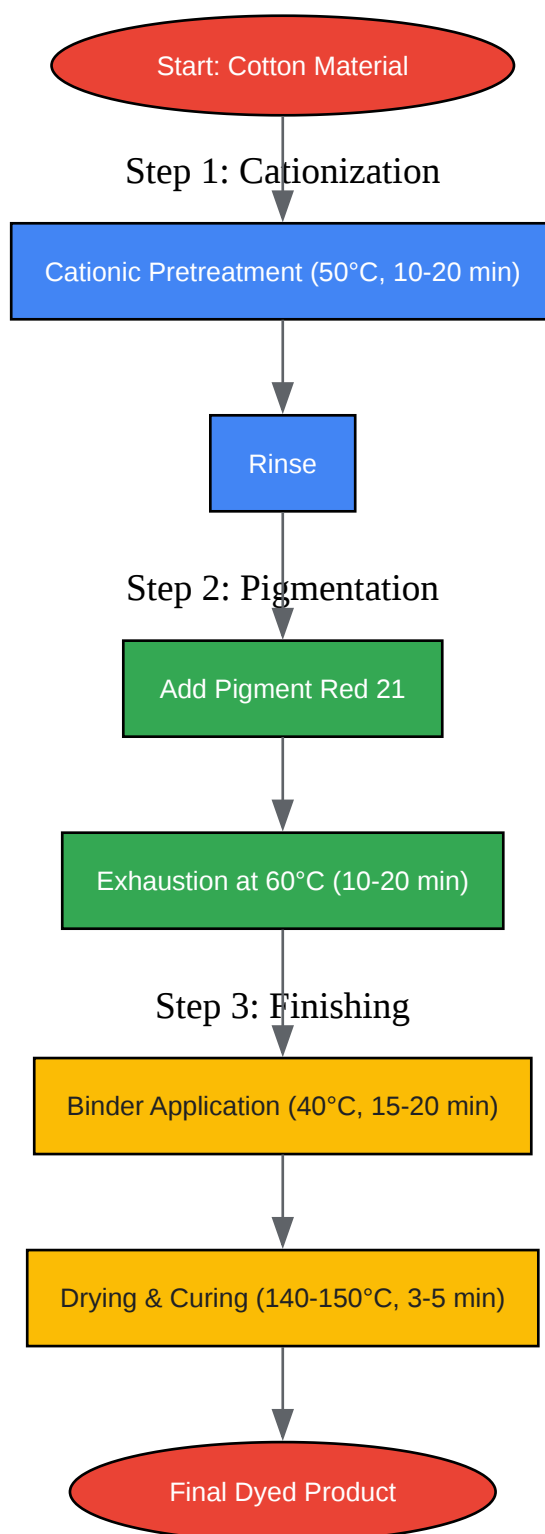 Start: Cotton Material
Step 1: Cationization
Cationic Pretreatment (50°C, 10-20 min)
Rinse
Step 2: Pigmentation
Add Pigment Red 21
Exhaustion at 60°C (10-20 min)
Step 3: Finishing
Binder Application (40°C, 15-20 min)
Drying & Curing (140-150°C, 3-5 min)
Final Dyed Product